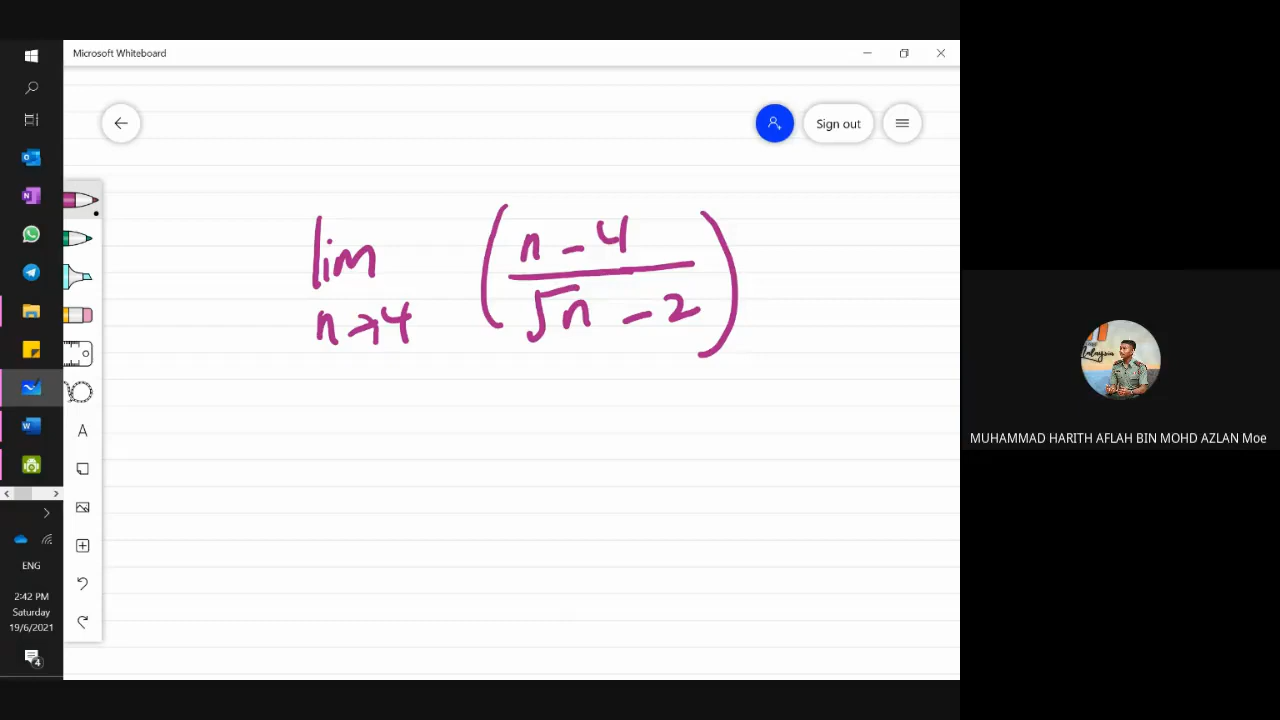 Microsoft Whiteboard
Sign out
lim
n→4
(n - 4
√n - 2)
A
ENG
2:42 PM
Saturday
19/6/2021
4
MUHAMMAD HARITH AFLAH BIN MOHD AZLAN Moe